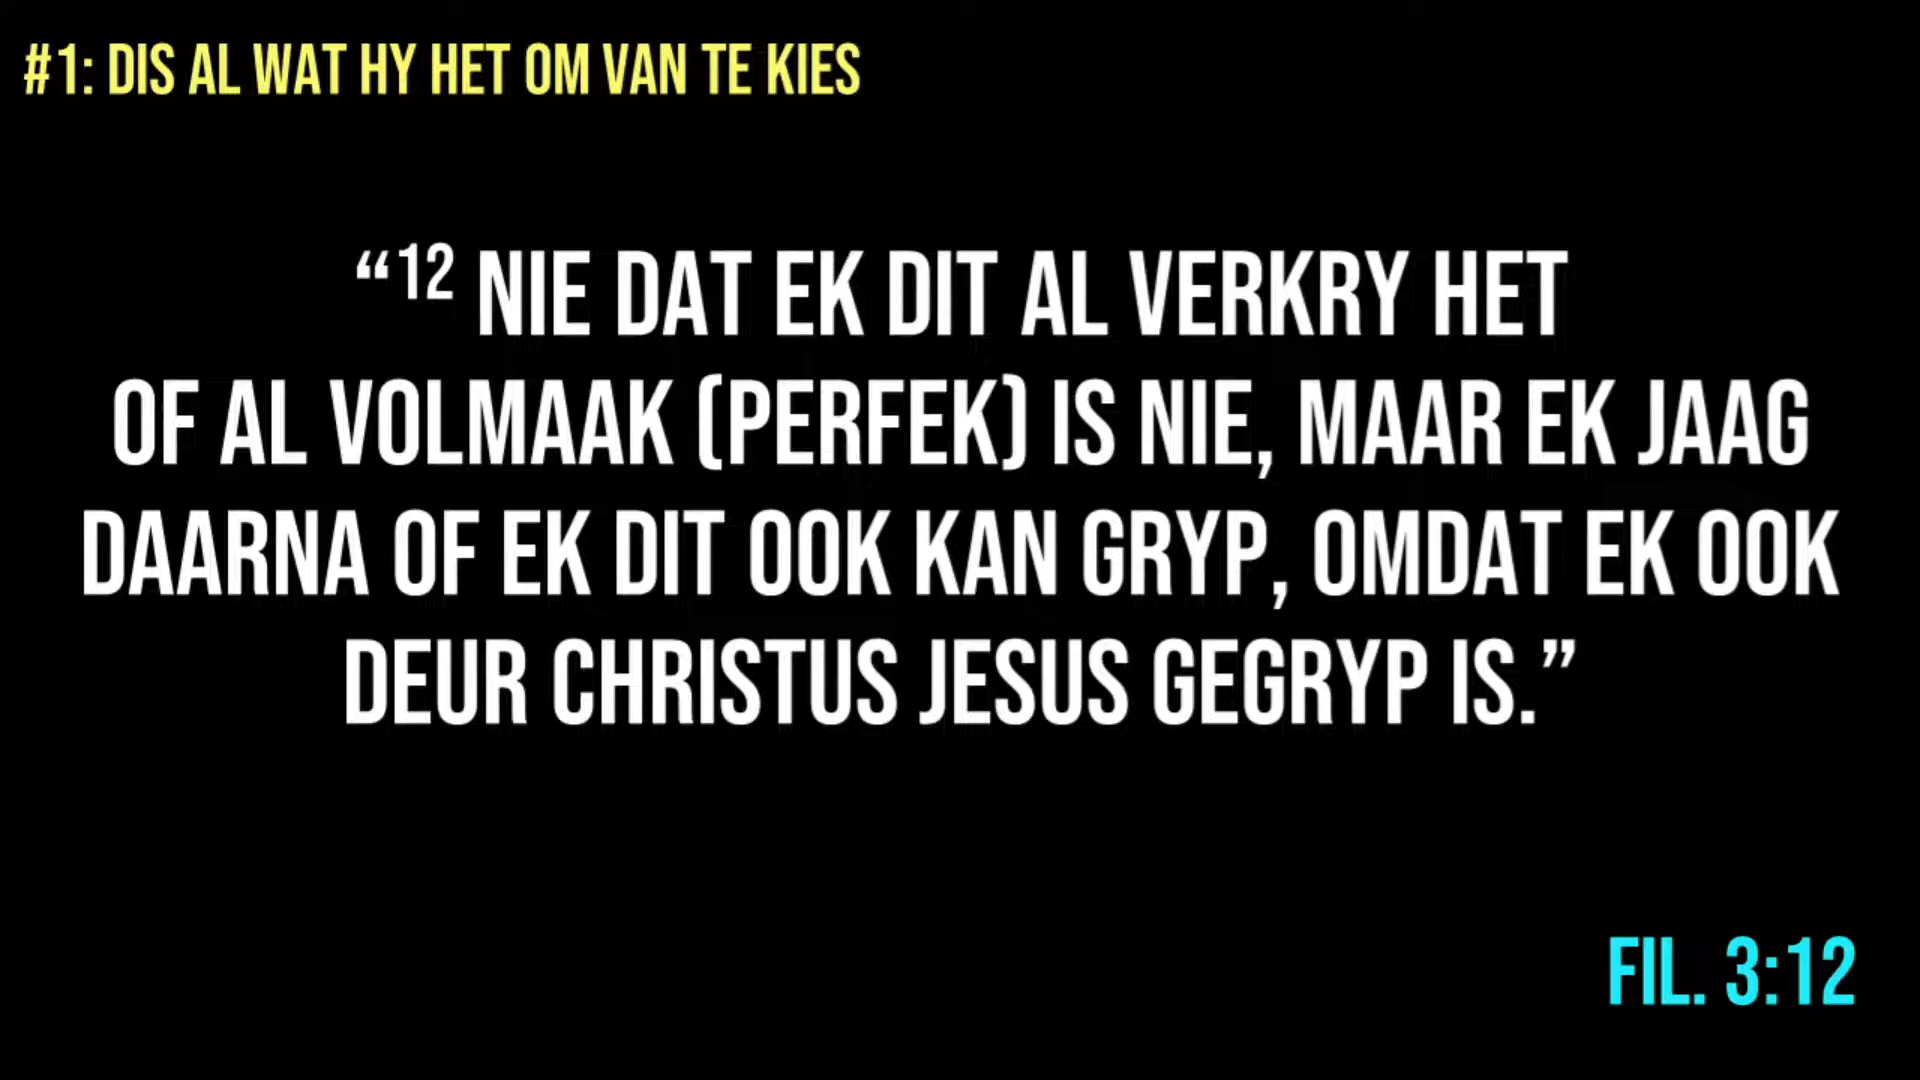 #1: DIS AL WAT HY HET OM VAN TE KIES
“¹² NIE DAT EK DIT AL VERKRY HET
OF AL VOLMAAK (PERFEK) IS NIE, MAAR EK JAAG
DAARNA OF EK DIT OOK KAN GRYP, OMDAT EK OOK
DEUR CHRISTUS JESUS GEGRYP IS.”
FIL. 3:12